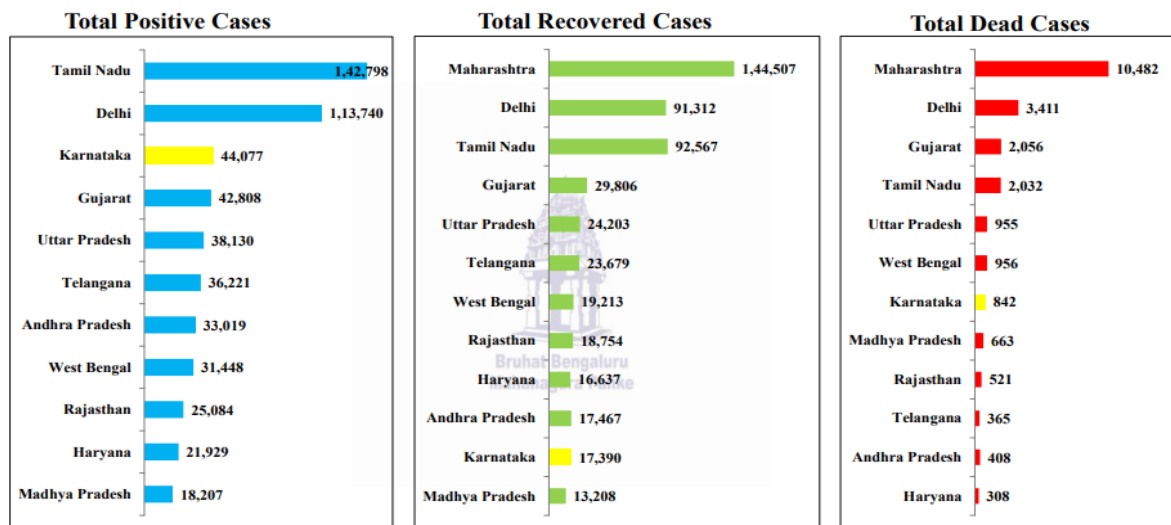 Total Positive Cases
Tamil Nadu 1,42,798
Delhi 1,13,740
Karnataka 44,077
Gujarat 42,808
Uttar Pradesh 38,130
Telangana 36,221
Andhra Pradesh 33,019
West Bengal 31,448
Rajasthan 25,084
Haryana 21,929
Madhya Pradesh 18,207
Total Recovered Cases
Maharashtra 1,44,507
Delhi 91,312
Tamil Nadu 92,567
Gujarat 29,806
Uttar Pradesh 24,203
Telangana 23,679
West Bengal 19,213
Rajasthan 18,754
Haryana 16,637
Andhra Pradesh 17,467
Karnataka 17,390
Madhya Pradesh 13,208
Bruhat Bengaluru
Mahanagara Palike
Total Dead Cases
Maharashtra 10,482
Delhi 3,411
Gujarat 2,056
Tamil Nadu 2,032
Uttar Pradesh 955
West Bengal 956
Karnataka 842
Madhya Pradesh 663
Rajasthan 521
Telangana 365
Andhra Pradesh 408
Haryana 308